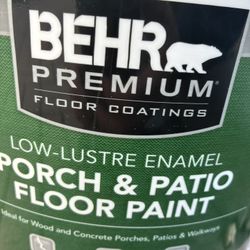 BEHR
PREMIUM®
FLOOR COATINGS
LOW-LUSTRE ENAMEL
PORCH & PATIO
FLOOR PAINT
Ideal for Wood and Concrete Porches, Patios & Walkways